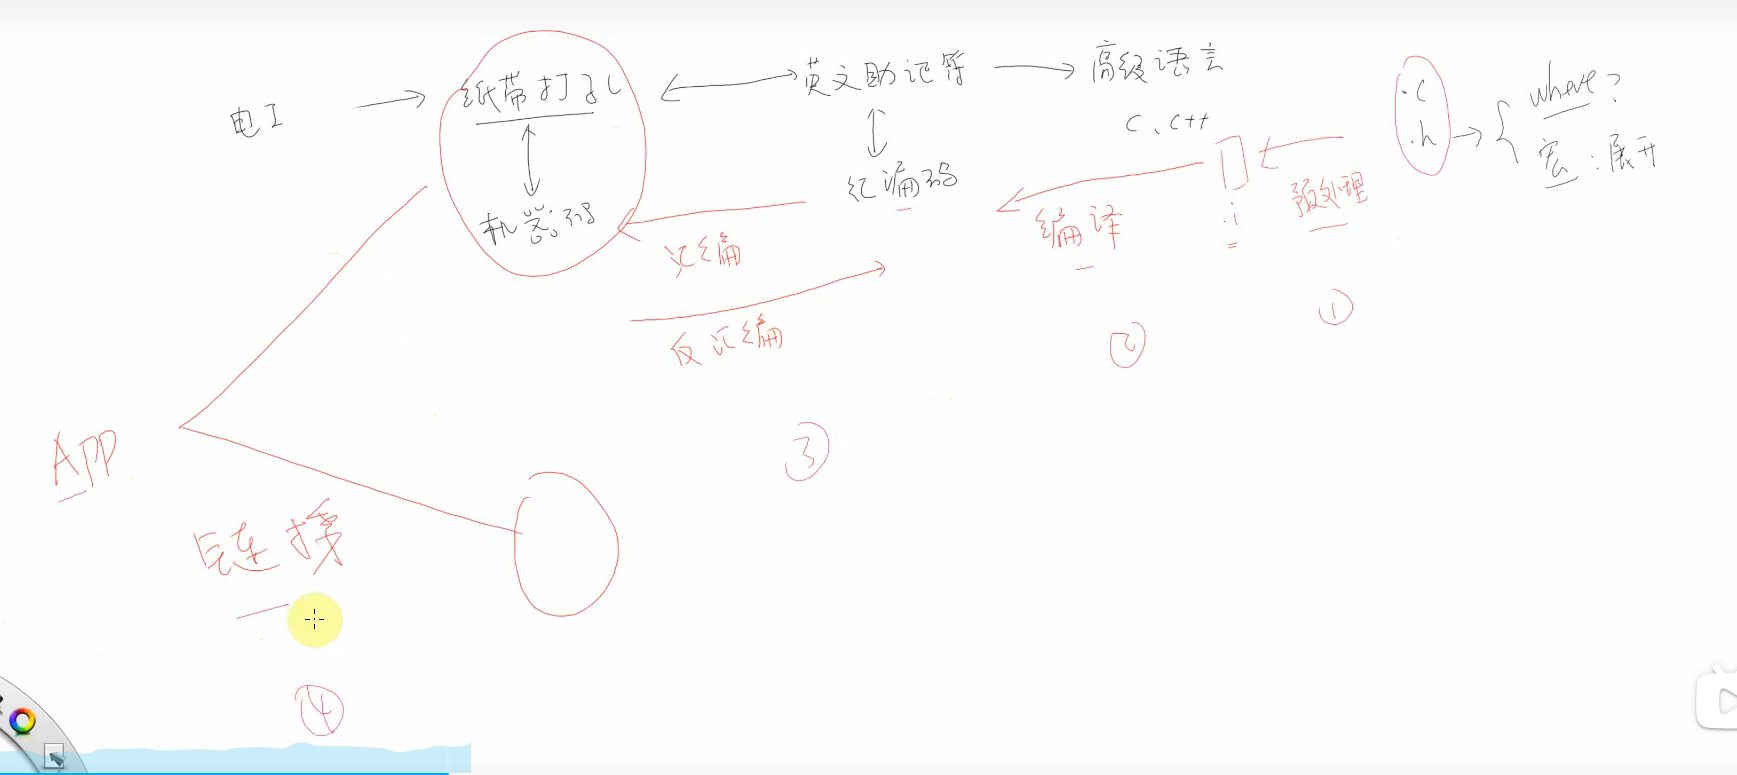 电工
纸带打孔
英文助记符
高级语言
C、C++
.c
.h
where?
宏:展开
机器码
汇编码
汇编
编译
.i
预处理
反汇编
①
②
③
APP
链接
④